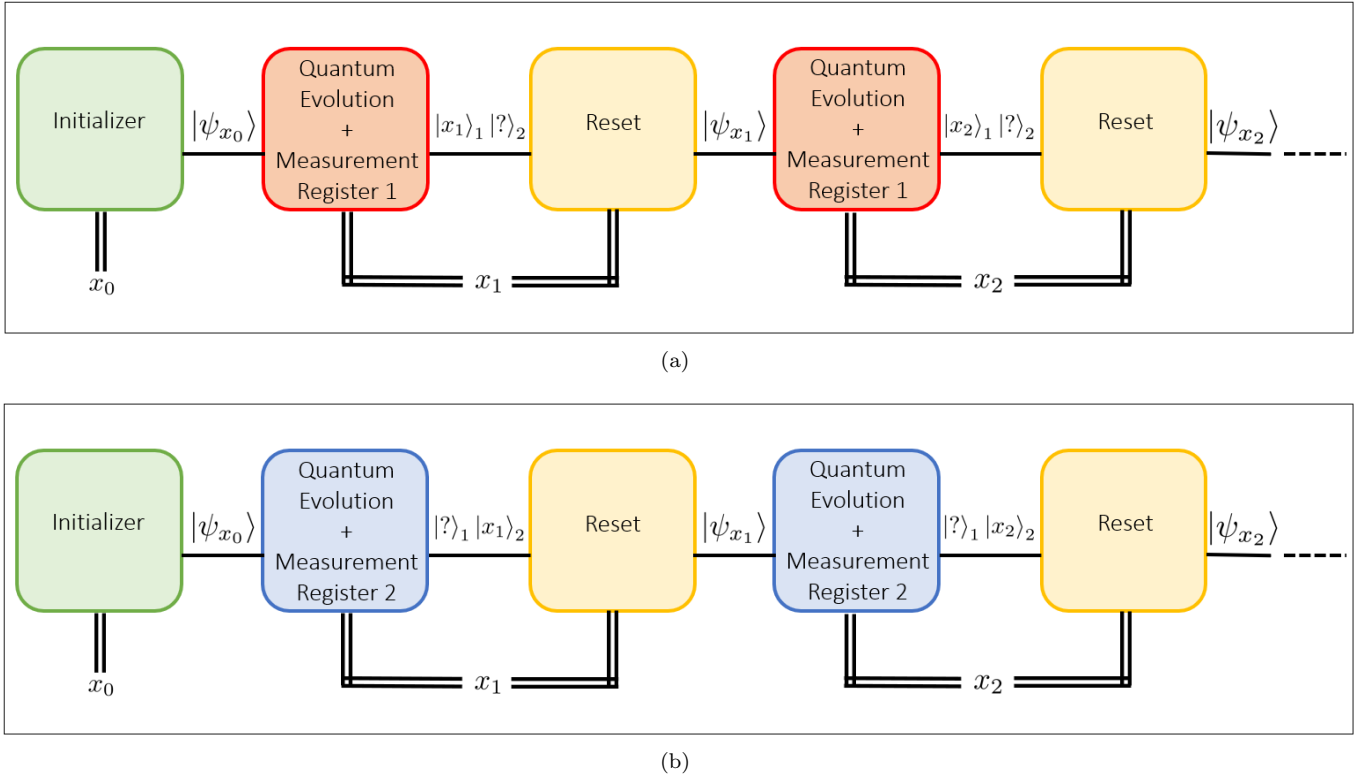 Initializer
|ψ_{x_0}⟩
Quantum
Evolution
+
Measurement
Register 1
|x_1⟩_1 |?⟩_2
Reset
|ψ_{x_1}⟩
Quantum
Evolution
+
Measurement
Register 1
|x_2⟩_1 |?⟩_2
Reset
|ψ_{x_2}⟩
x_0
x_1
x_2
(a)
Initializer
|ψ_{x_0}⟩
Quantum
Evolution
+
Measurement
Register 2
|?⟩_1 |x_1⟩_2
Reset
|ψ_{x_1}⟩
Quantum
Evolution
+
Measurement
Register 2
|?⟩_1 |x_2⟩_2
Reset
|ψ_{x_2}⟩
x_0
x_1
x_2
(b)